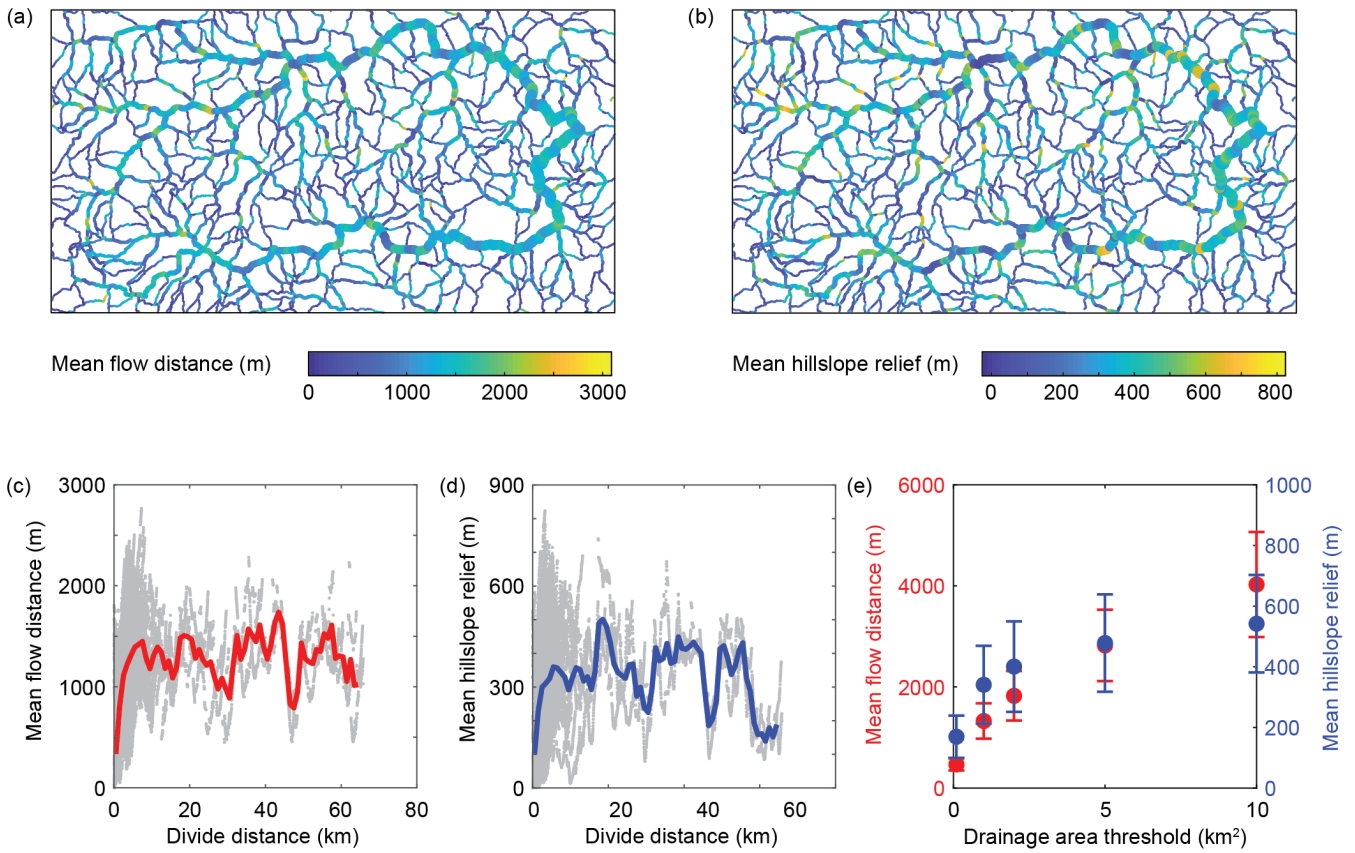 (a)
(b)
Mean flow distance (m)
0 1000 2000 3000
Mean hillslope relief (m)
0 200 400 600 800
(c)
Mean flow distance (m)
3000
2000
1000
0
0 20 40 60 80
Divide distance (km)
(d)
Mean hillslope relief (m)
900
600
300
0
0 20 40 60 70
Divide distance (km)
(e)
Mean flow distance (m)
6000
4000
2000
0
0 5 10
Drainage area threshold (km²)
1000
800
600
400
200
0
Mean hillslope relief (m)